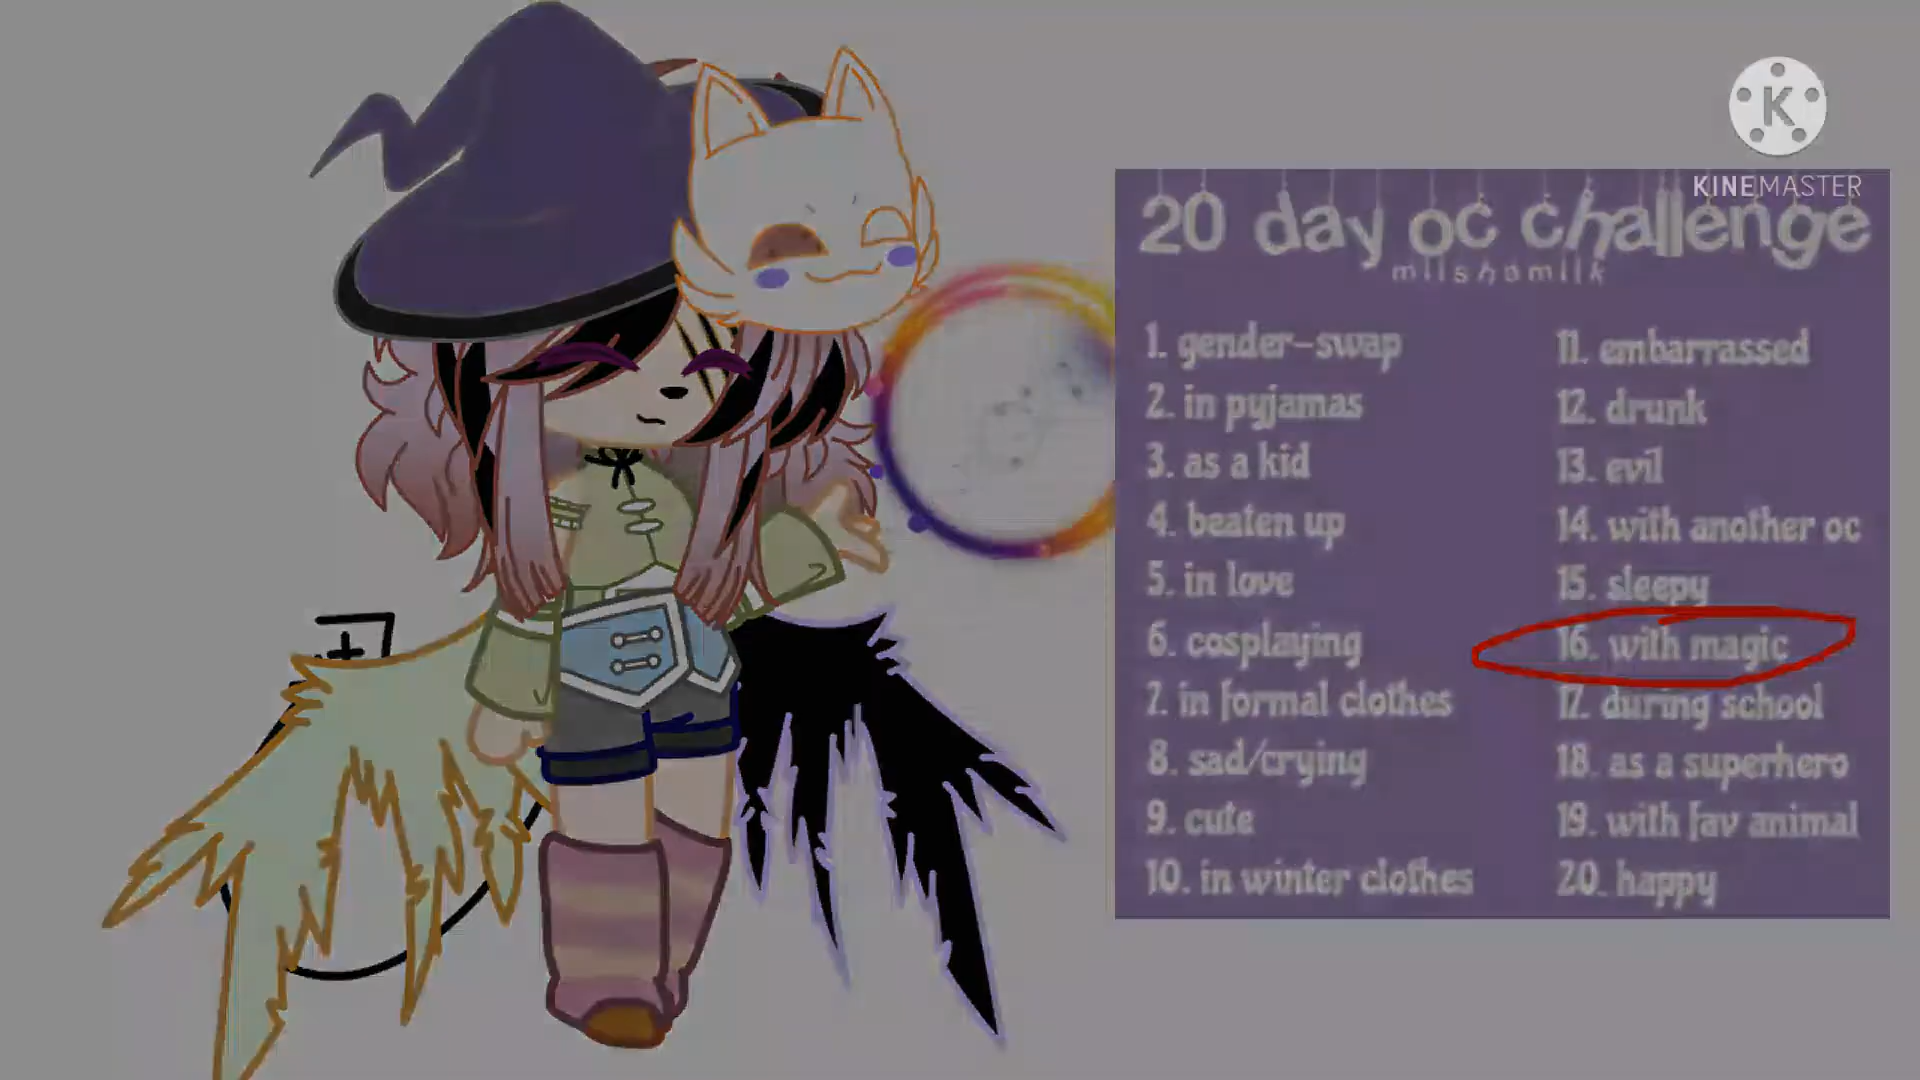 K
KINEMASTER
20 day oc challenge
milshomilk
1. gender-swap
2. in pyjamas
3. as a kid
4. beaten up
5. in love
6. cosplaying
7. in formal clothes
8. sad/crying
9. cute
10. in winter clothes
11. embarrassed
12. drunk
13. evil
14. with another oc
15. sleepy
16. with magic
17. during school
18. as a superhero
19. with fav animal
20. happy